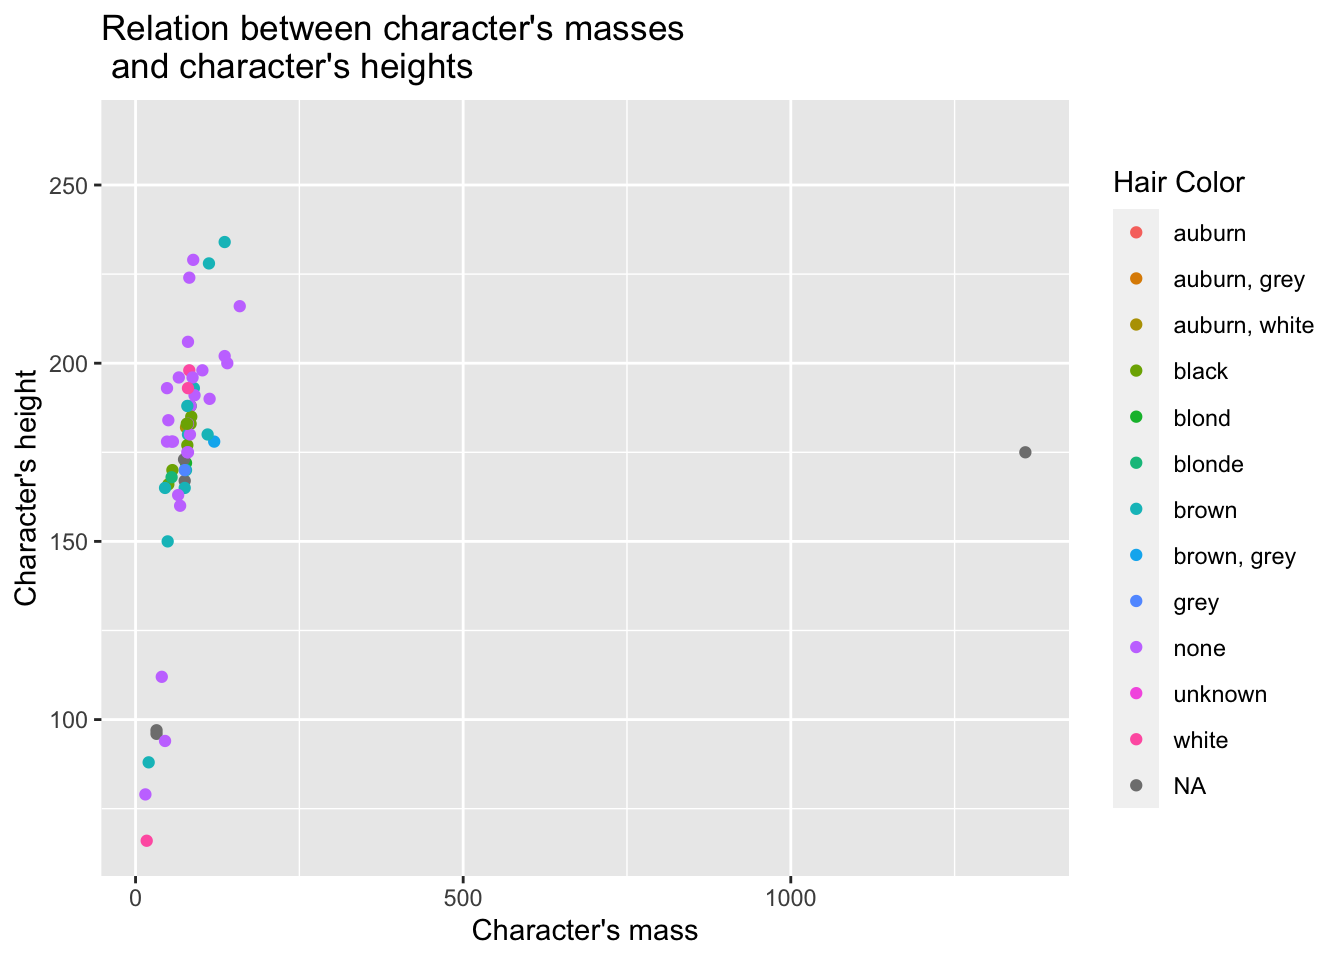 Relation between character's masses
and character's heights
Character's height
250
200
150
100
0
500
1000
Character's mass
Hair Color
auburn
auburn, grey
auburn, white
black
blond
blonde
brown
brown, grey
grey
none
unknown
white
NA